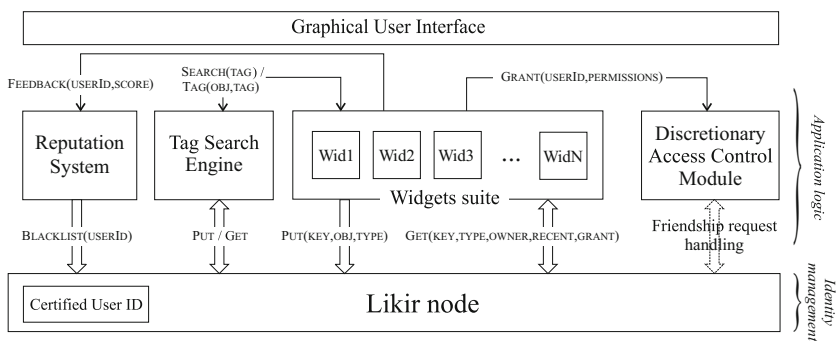 Graphical User Interface
FEEDBACK(USERID,SCORE)
SEARCH(TAG) /
TAG(OBJ,TAG)
GRANT(USERID,PERMISSIONS)
Reputation
System
Tag Search
Engine
Wid1
Wid2
Wid3
...
WidN
Widgets suite
Discretionary
Access Control
Module
Application logic
BLACKLIST(USERID)
PUT / GET
PUT(KEY,OBJ,TYPE)
GET(KEY,TYPE,OWNER,RECENT,GRANT)
Friendship request
handling
Certified User ID
Likir node
Identity
management